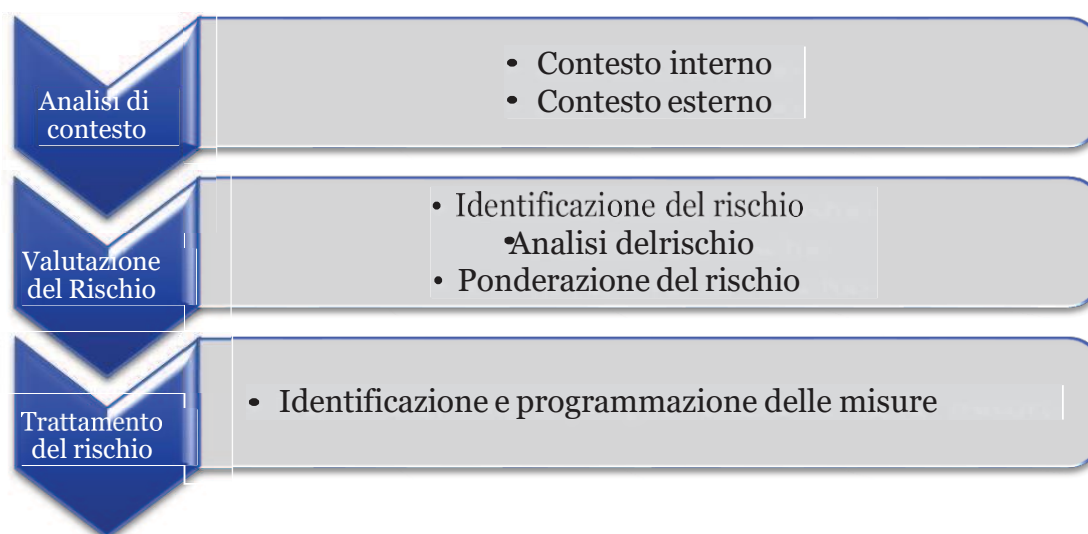 Analisi di
contesto
• Contesto interno
• Contesto esterno
Valutazione
del Rischio
• Identificazione del rischio
•Analisi delrischio
• Ponderazione del rischio
Trattamento
del rischio
• Identificazione e programmazione delle misure